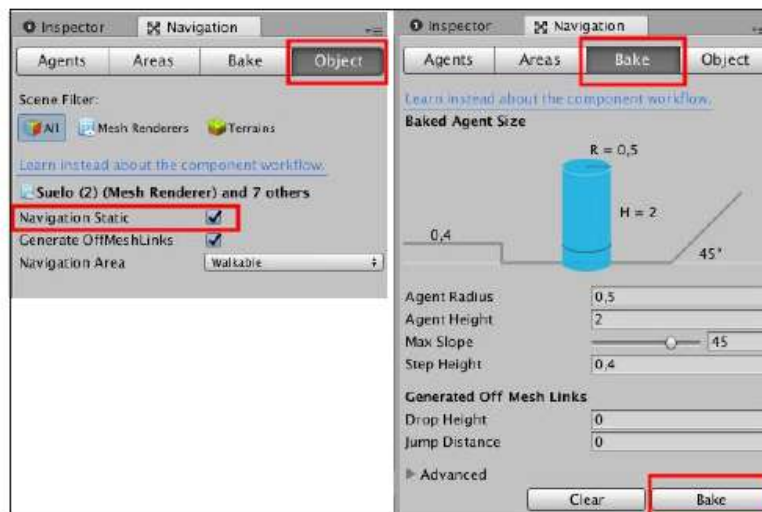 Inspector Navigation
Agents Areas Bake Object
Scene Filter:
All Mesh Renderers Terrains
Learn instead about the component workflow.
Suelo (2) (Mesh Renderer) and 7 others
Navigation Static
Generate OffMeshLinks
Navigation Area Walkable
Inspector Navigation
Agents Areas Bake Object
Learn instead about the component workflow.
Baked Agent Size
R = 0,5
H = 2
0,4
45°
Agent Radius 0,5
Agent Height 2
Max Slope 45
Step Height 0,4
Generated Off Mesh Links
Drop Height 0
Jump Distance 0
Advanced
Clear Bake